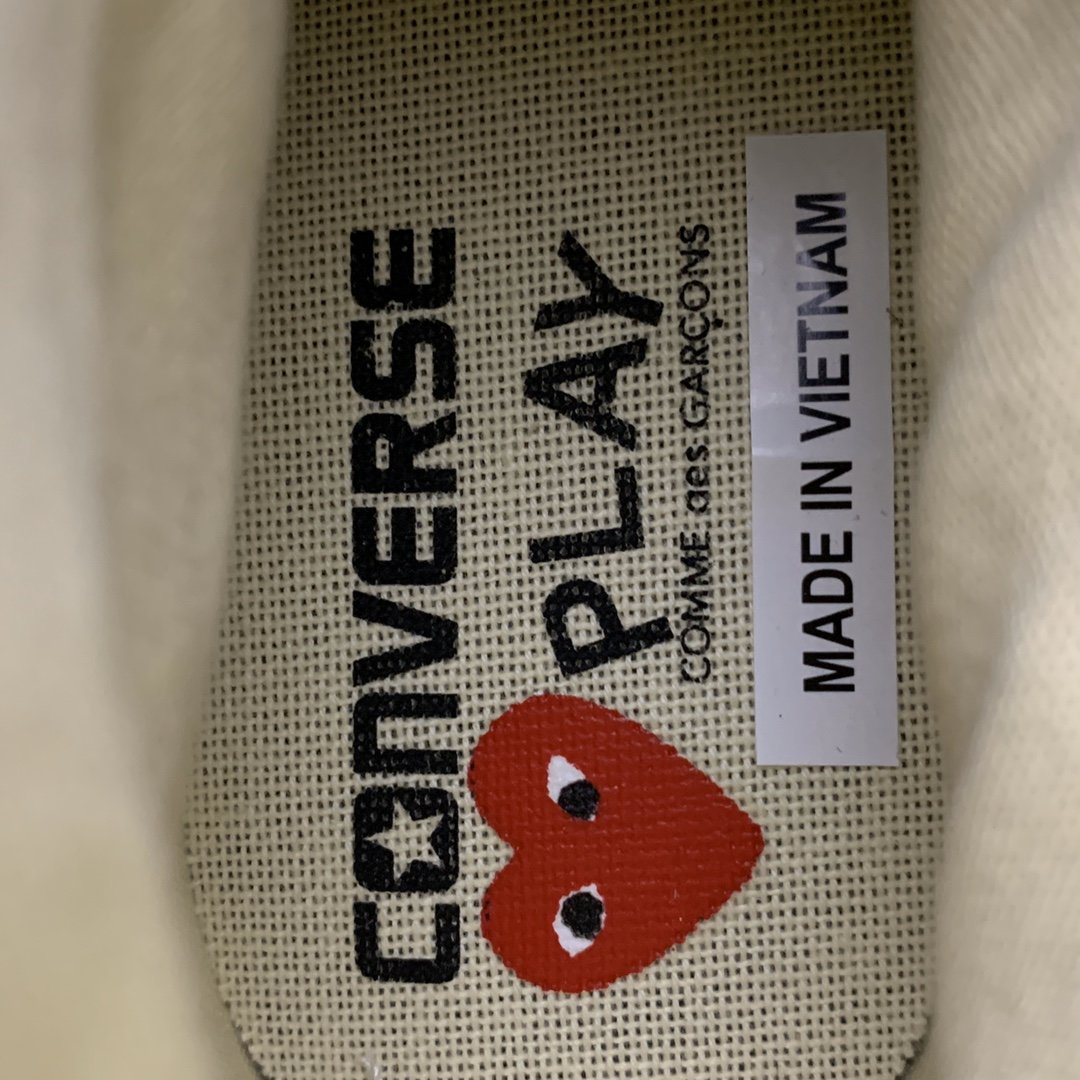 CONVERSE
PLAY
COMME des GARÇONS
MADE IN VIETNAM